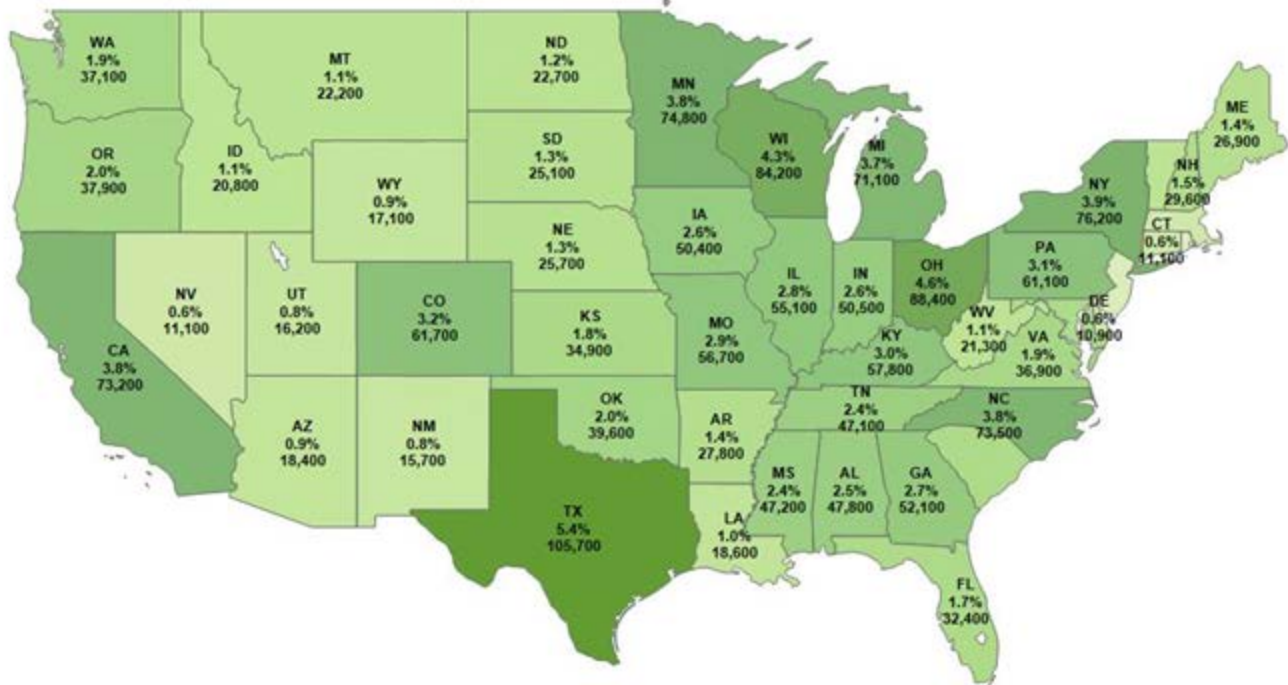 WA
1.9%
37,100
MT
1.1%
22,200
ND
1.2%
22,700
MN
3.8%
74,800
ME
1.4%
26,900
OR
2.0%
37,900
ID
1.1%
20,800
SD
1.3%
25,100
WI
4.3%
84,200
MI
3.7%
71,100
NH
1.5%
29,600
WY
0.9%
17,100
NY
3.9%
76,200
IA
2.6%
50,400
NE
1.3%
25,700
CT
0.6%
11,100
PA
3.1%
61,100
NV
0.6%
11,100
UT
0.8%
16,200
CO
3.2%
61,700
IL
2.8%
55,100
IN
2.6%
50,500
OH
4.6%
88,400
DE
0.6%
10,900
KS
1.8%
34,900
MO
2.9%
56,700
WV
1.1%
21,300
KY
3.0%
57,800
VA
1.9%
36,900
CA
3.8%
73,200
OK
2.0%
39,600
TN
2.4%
47,100
NC
3.8%
73,500
AZ
0.9%
18,400
NM
0.8%
15,700
AR
1.4%
27,800
MS
2.4%
47,200
AL
2.5%
47,800
GA
2.7%
52,100
TX
5.4%
105,700
LA
1.0%
18,600
FL
1.7%
32,400